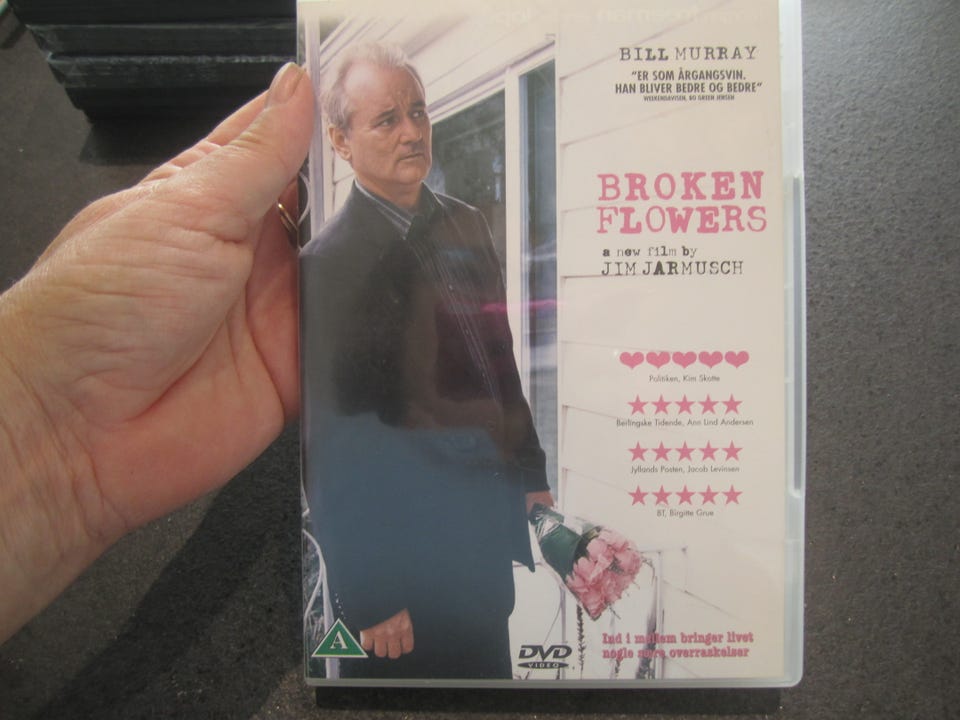 BILL MURRAY
"ER SOM ÅRGANGSVIN.
HAN BLIVER BEDRE OG BEDRE"
WEEKENDAVISEN, BO GREEN JENSEN
BROKEN
FLOWERS
a new film by
JIM JARMUSCH
Politiken, Kim Skotte
Berlingske Tidende, Ann Lind Andersen
Jyllands Posten, Jacob Levinsen
BT, Birgitte Grue
Ind i mellem bringer livet
nogle sære overraskelser
A
DVD
VIDEO